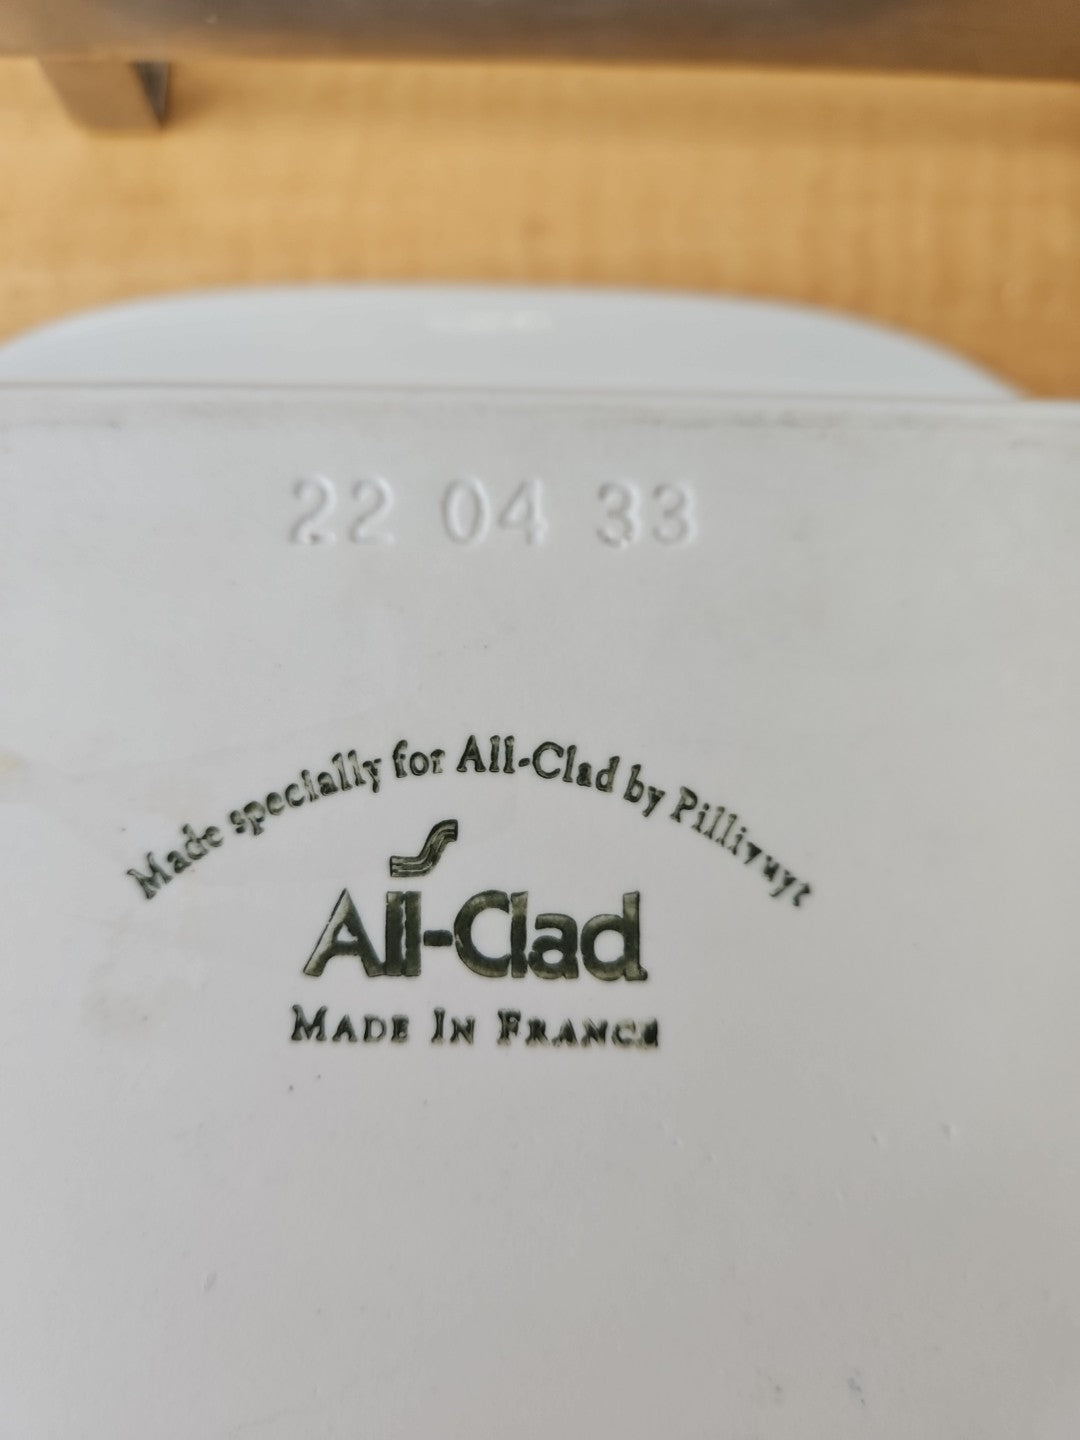 22 04 33
Made specially for All-Clad by Pillivuyt
All-Clad
MADE IN FRANCE